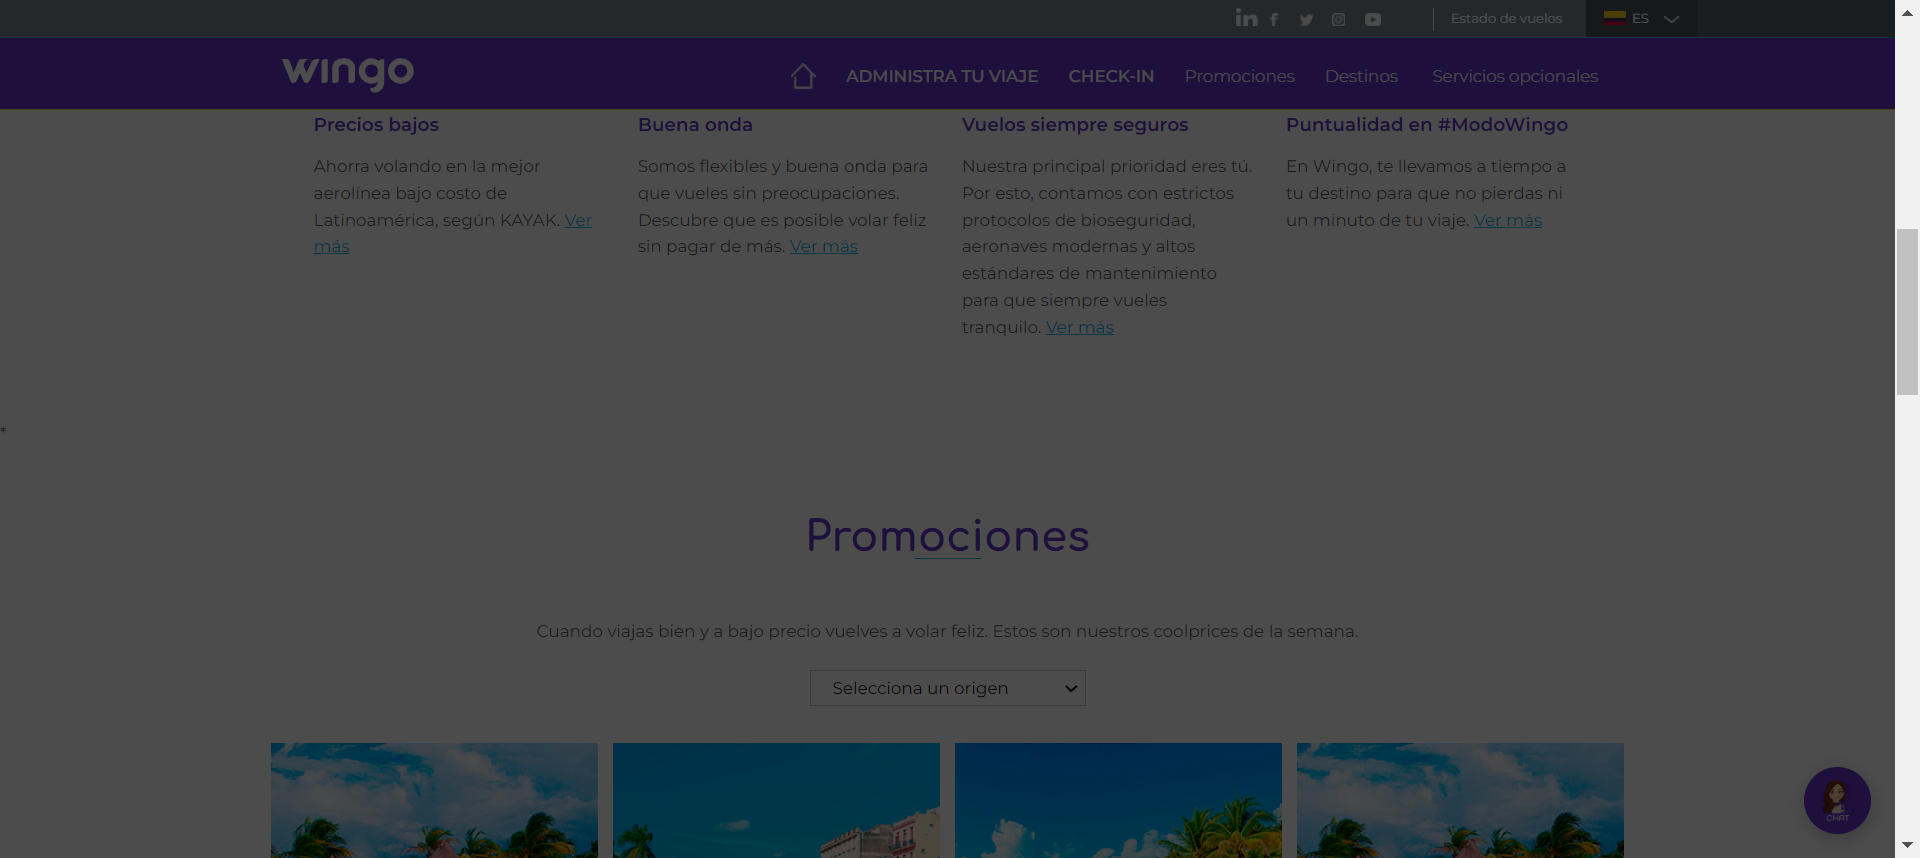 Estado de vuelos
ES
wingo
ADMINISTRA TU VIAJE
CHECK-IN
Promociones
Destinos
Servicios opcionales
Precios bajos
Ahorra volando en la mejor
aerolínea bajo costo de
Latinoamérica, según KAYAK. Ver
más
Buena onda
Somos flexibles y buena onda para
que vueles sin preocupaciones.
Descubre que es posible volar feliz
sin pagar de más. Ver más
Vuelos siempre seguros
Nuestra principal prioridad eres tú.
Por esto, contamos con estrictos
protocolos de bioseguridad,
aeronaves modernas y altos
estándares de mantenimiento
para que siempre vueles
tranquilo. Ver más
Puntualidad en #ModoWingo
En Wingo, te llevamos a tiempo a
tu destino para que no pierdas ni
un minuto de tu viaje. Ver más
*
Promociones
Cuando viajas bien y a bajo precio vuelves a volar feliz. Estos son nuestros coolprices de la semana.
Selecciona un origen
CHAT